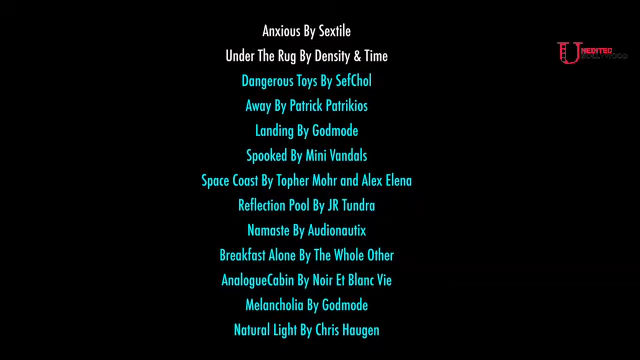 Anxious By Sextile
Under The Rug By Density & Time
Dangerous Toys By SefChol
Away By Patrick Patrikios
Landing By Godmode
Spooked By Mini Vandals
Space Coast By Topher Mohr and Alex Elena
Reflection Pool By JR Tundra
Namaste By Audionautix
Breakfast Alone By The Whole Other
AnalogueCabin By Noir Et Blanc Vie
Melancholia By Godmode
Natural Light By Chris Haugen
UNEDITED